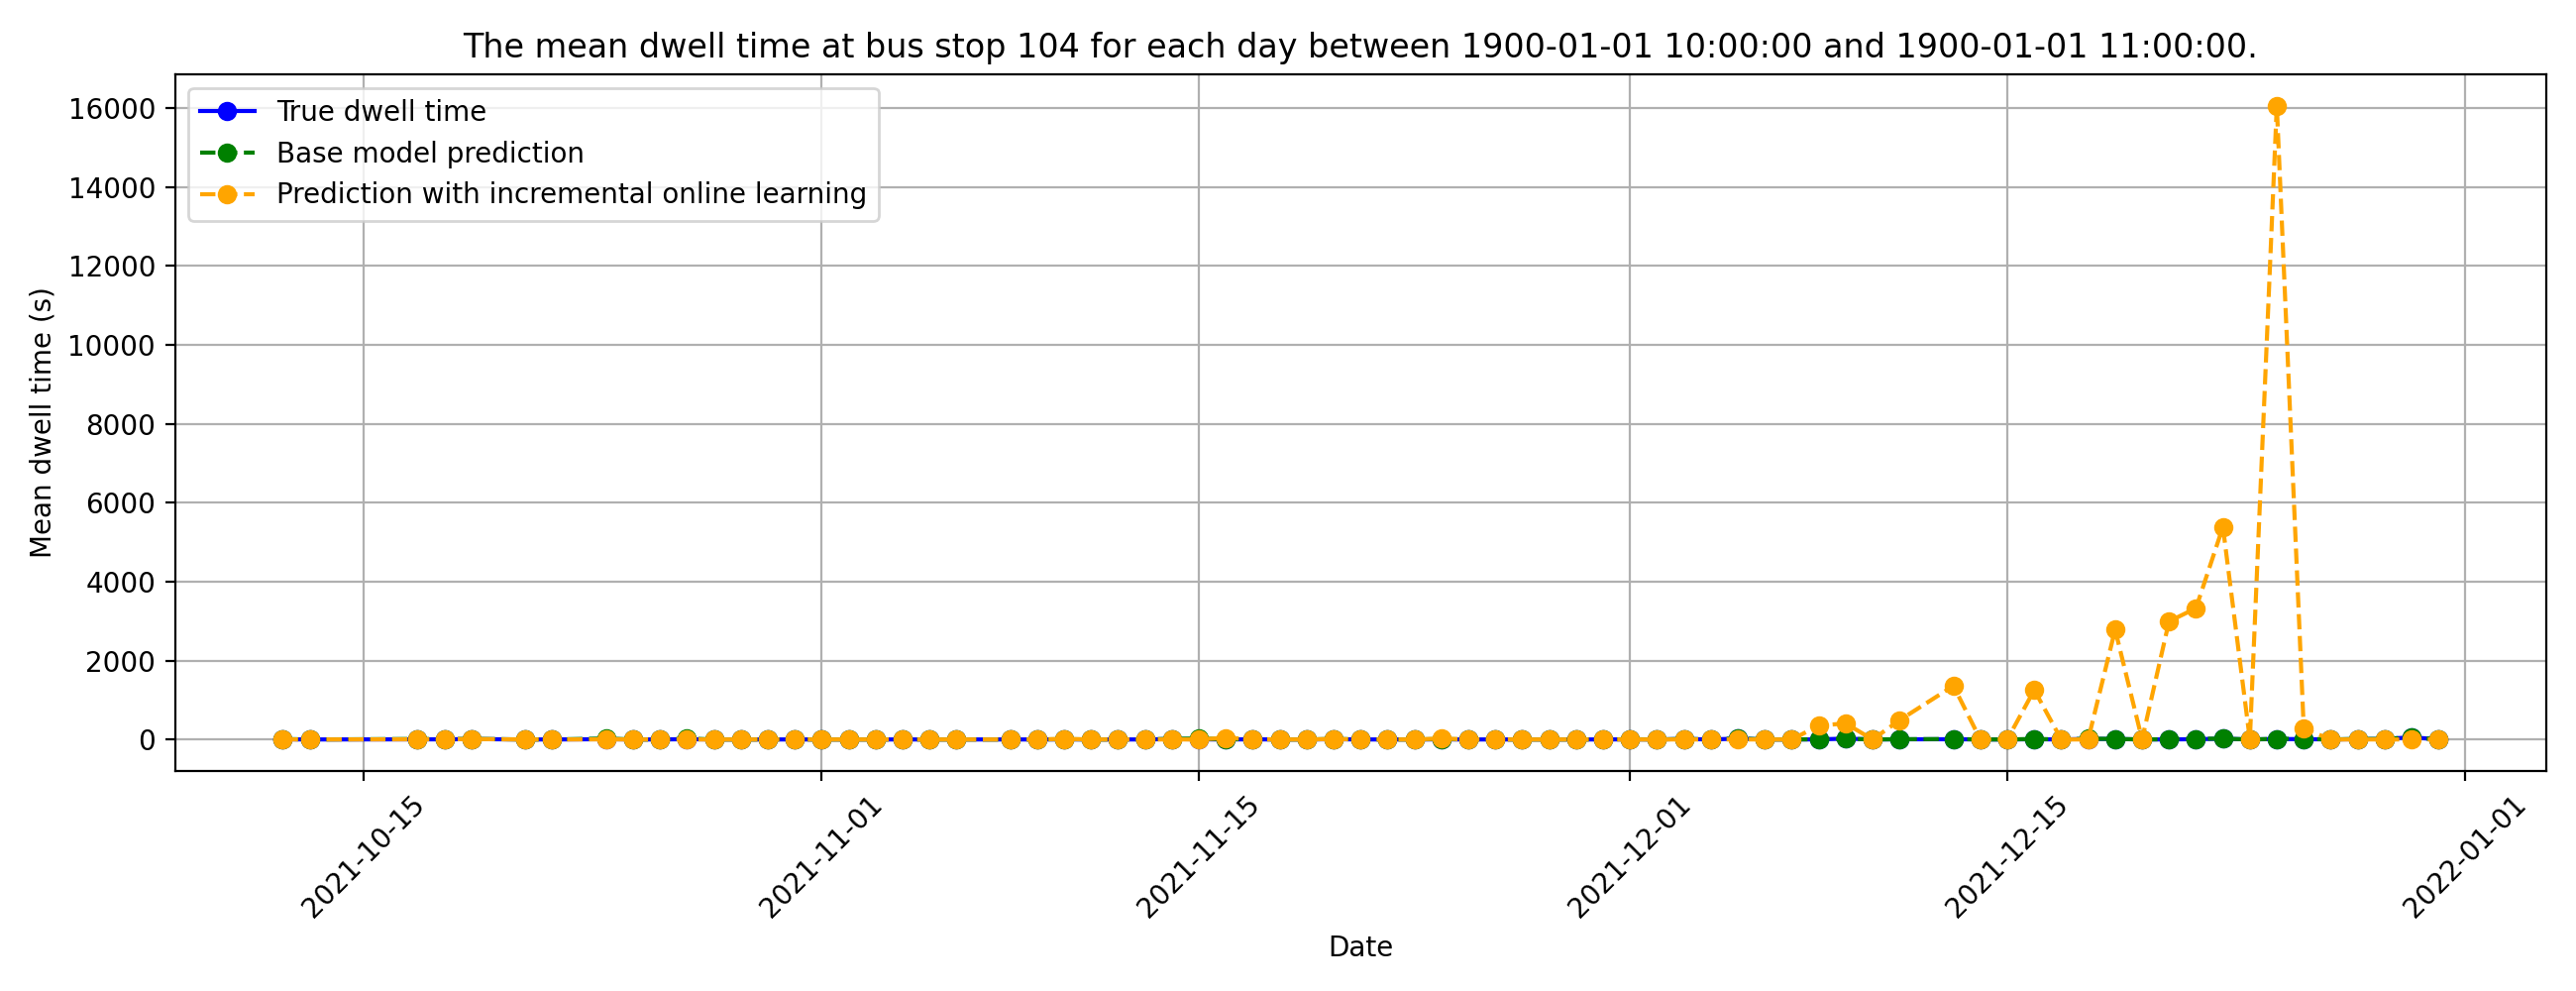 The mean dwell time at bus stop 104 for each day between 1900-01-01 10:00:00 and 1900-01-01 11:00:00.
True dwell time
Base model prediction
Prediction with incremental online learning
Mean dwell time (s)
16000
14000
12000
10000
8000
6000
4000
2000
0
2021-10-15
2021-11-01
2021-11-15
2021-12-01
2021-12-15
2022-01-01
Date